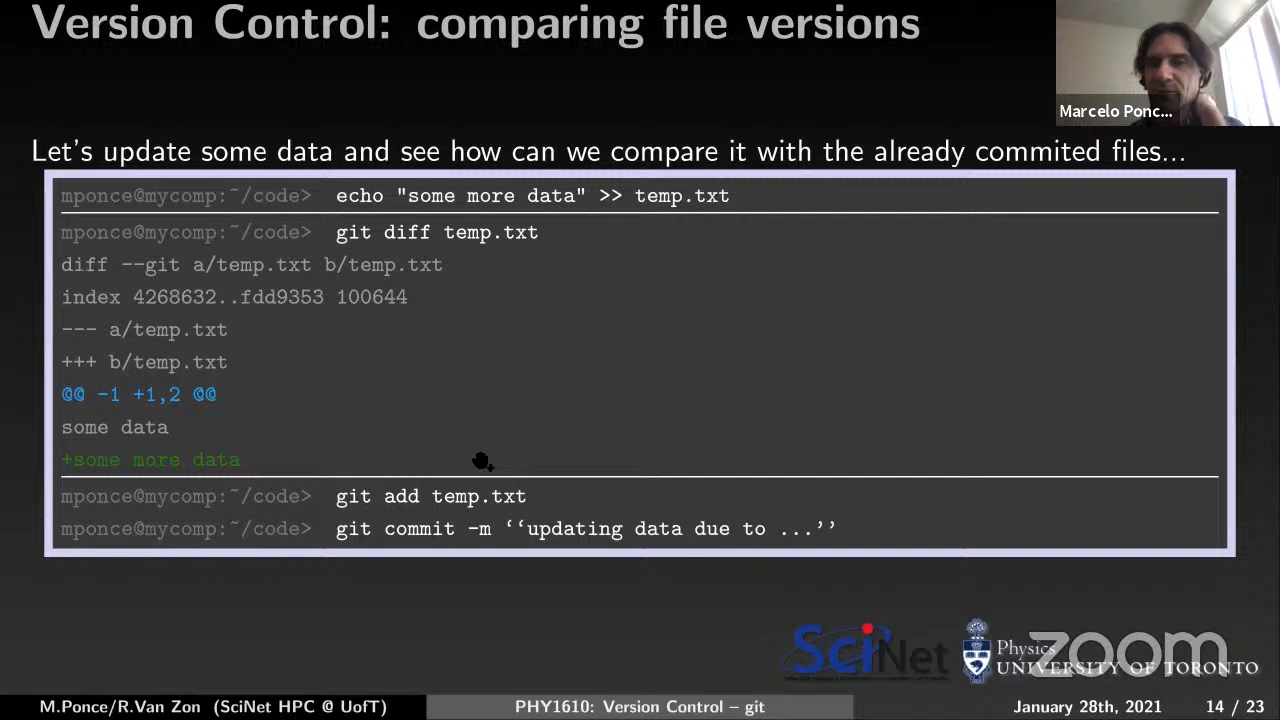 Version Control: comparing file versions
Marcelo Ponc...
Let's update some data and see how can we compare it with the already commited files...
mponce@mycomp:~/code> echo "some more data" >> temp.txt
mponce@mycomp:~/code> git diff temp.txt
diff --git a/temp.txt b/temp.txt
index 4268632..fdd9353 100644
--- a/temp.txt
+++ b/temp.txt
@@ -1 +1,2 @@
some data
+some more data
mponce@mycomp:~/code> git add temp.txt
mponce@mycomp:~/code> git commit -m ‘‘updating data due to ...’’
SciNet
Physics
UNIVERSITY OF TORONTO
zoom
M.Ponce/R.Van Zon (SciNet HPC @ UofT)
PHY1610: Version Control – git
January 28th, 2021
14 / 23